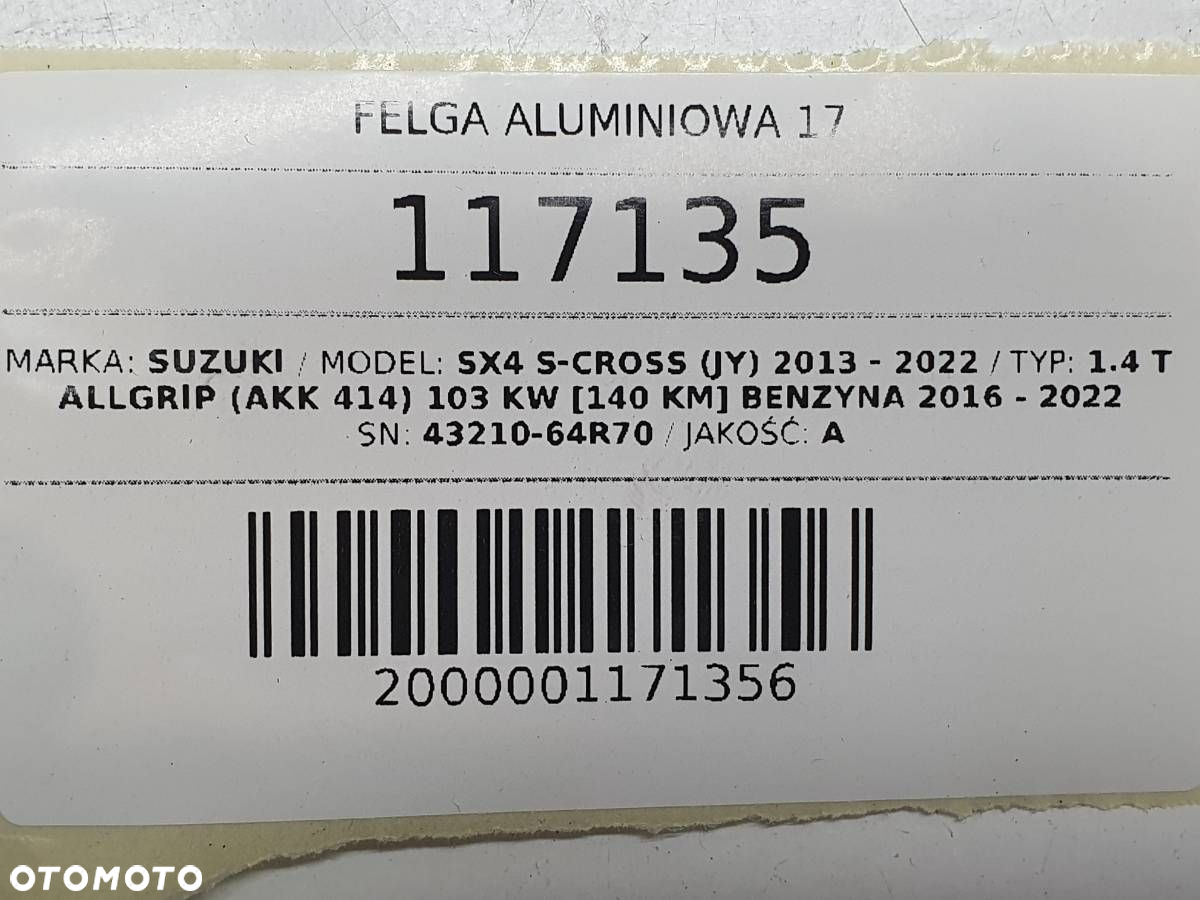 FELGA ALUMINIOWA 17
117135
MARKA: SUZUKI / MODEL: SX4 S-CROSS (JY) 2013 - 2022 / TYP: 1.4 T
ALLGRIP (AKK 414) 103 KW [140 KM] BENZYNA 2016 - 2022
SN: 43210-64R70 / JAKOŚĆ: A
2000001171356
OTOMOTO